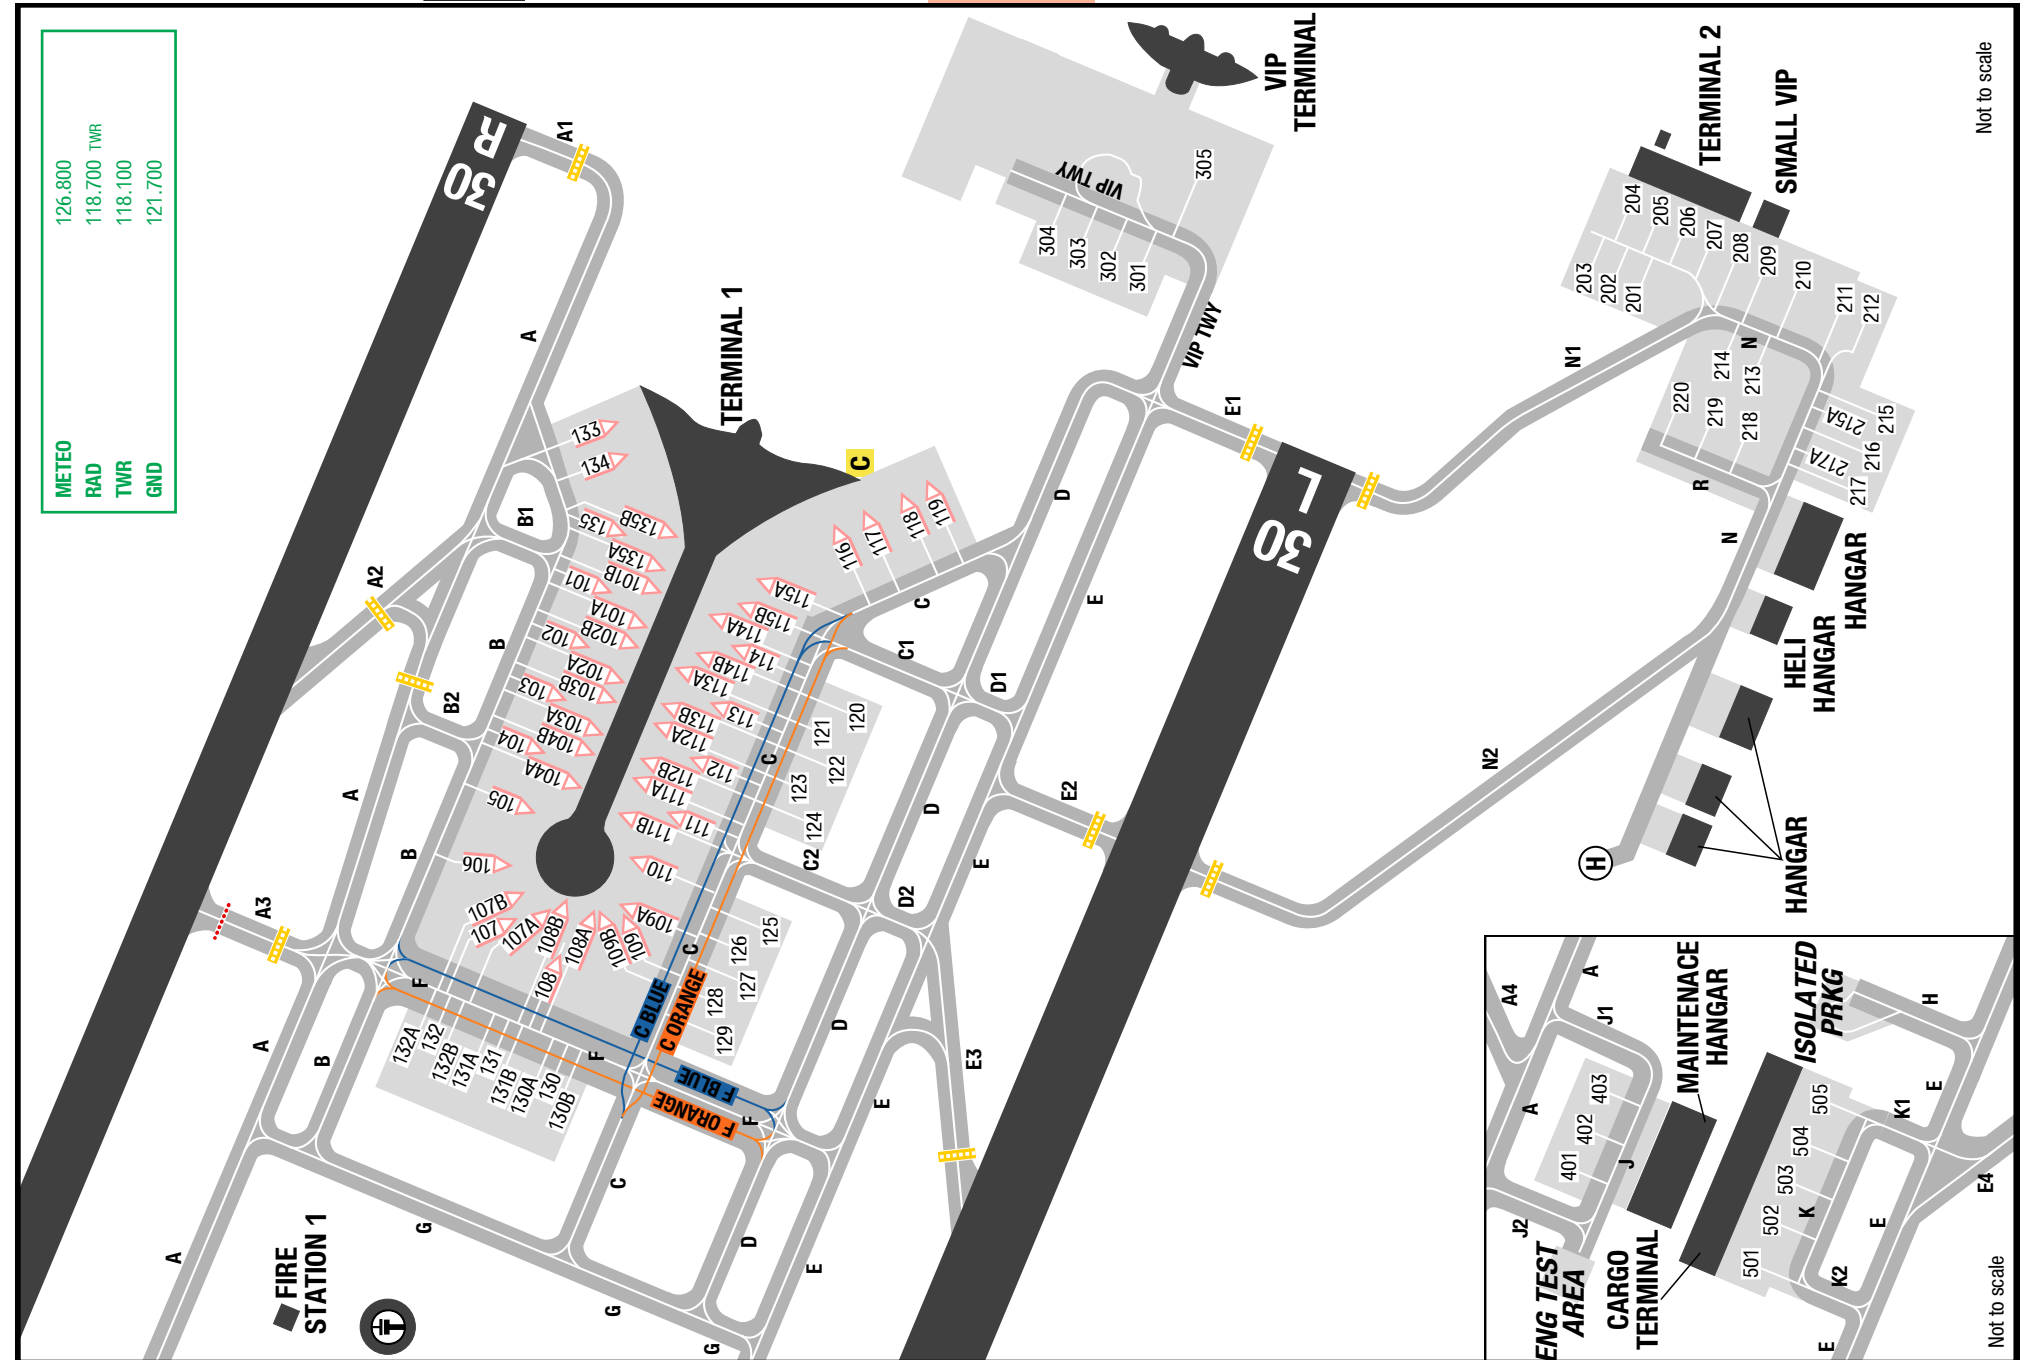 METEO 126.800
RAD 118.700 TWR
TWR 118.100
GND 121.700
30
R
A1
A
A2
A3
A
A
A
B1
B2
B
B
B
TERMINAL 1
133
134
135
135B
135A
101B
101
101A
102B
102
102A
103B
103
103A
104B
104
104A
105
106
107B
107
107A
108B
108A
108
109B
109
109A
110
111B
111
111A
112B
112
112A
113B
113
113A
114B
114
114A
115B
115A
116
117
118
119
C
120
121
122
123
124
125
126
127
128
129
132A
132
132B
131A
131
131B
130A
130
130B
C
C1
C
C2
C
C
C BLUE
C ORANGE
F BLUE
F ORANGE
F
F
F
D
D1
D
D2
D
D
E
E
E
E
E1
E2
E3
G
G
G
FIRE
STATION 1
T
30
L
VIP
TERMINAL
VIP TWY
VIP TWY
301
302
303
304
305
N1
N2
N
N
R
TERMINAL 2
SMALL VIP
201
202
203
204
205
206
207
208
209
210
211
212
213
214
215A
215
216
217A
217
218
219
220
HANGAR
HELI
HANGAR
HANGAR
H
Not to scale
A4
A
A
J1
J
J2
401
402
403
MAINTENACE
HANGAR
ISOLATED
PRKG
ENG TEST
AREA
CARGO
TERMINAL
501
502
503
504
505
K
K1
K2
H
E
E
E
E4
Not to scale